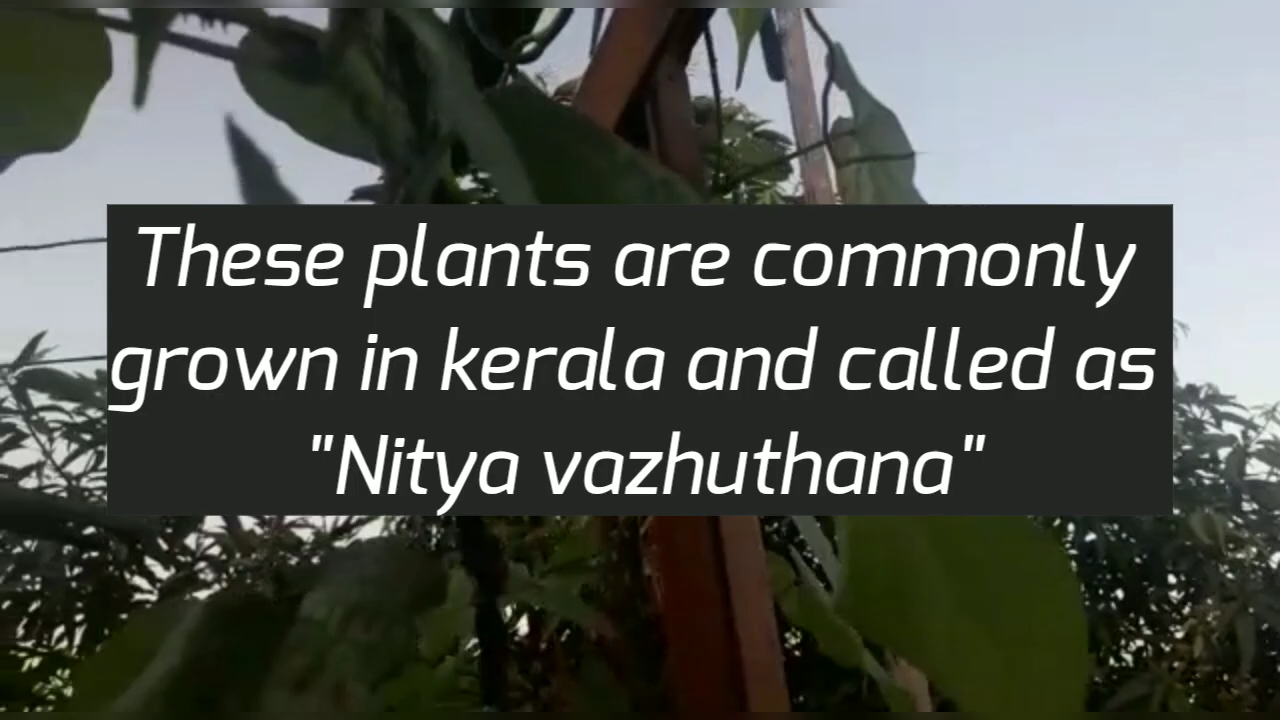 These plants are commonly
grown in kerala and called as
"Nitya vazhuthana"